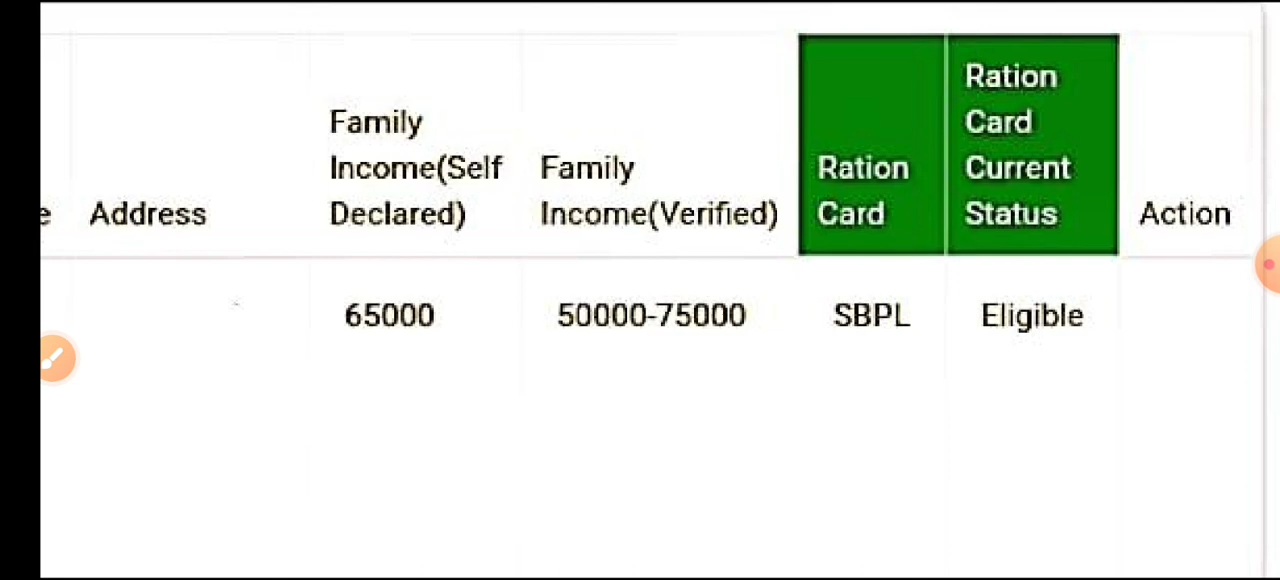 e Address Family Income(Self Declared) Family Income(Verified) Ration Card Ration Card Current Status Action
65000 50000-75000 SBPL Eligible